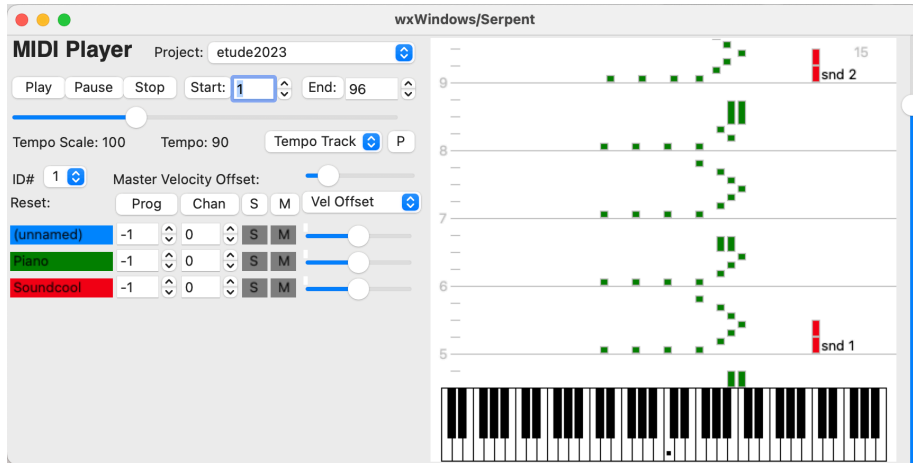 wxWindows/Serpent
MIDI Player Project: etude2023
Play Pause Stop Start: 1 End: 96
Tempo Scale: 100 Tempo: 90 Tempo Track P
ID# 1 Master Velocity Offset:
Reset: Prog Chan S M Vel Offset
(unnamed) -1 0 S M
Piano -1 0 S M
Soundcool -1 0 S M
15
snd 2
9
8
7
6
snd 1
5